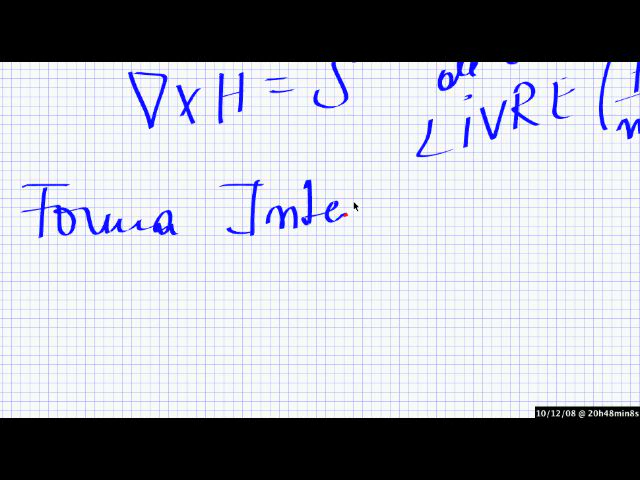 ∇×H = J
LiVRE (
Forma Inte
10/12/08 @ 20h48min8s